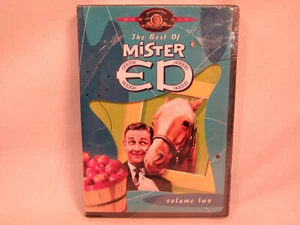 The Best Of
MiSTER
ED
volume two